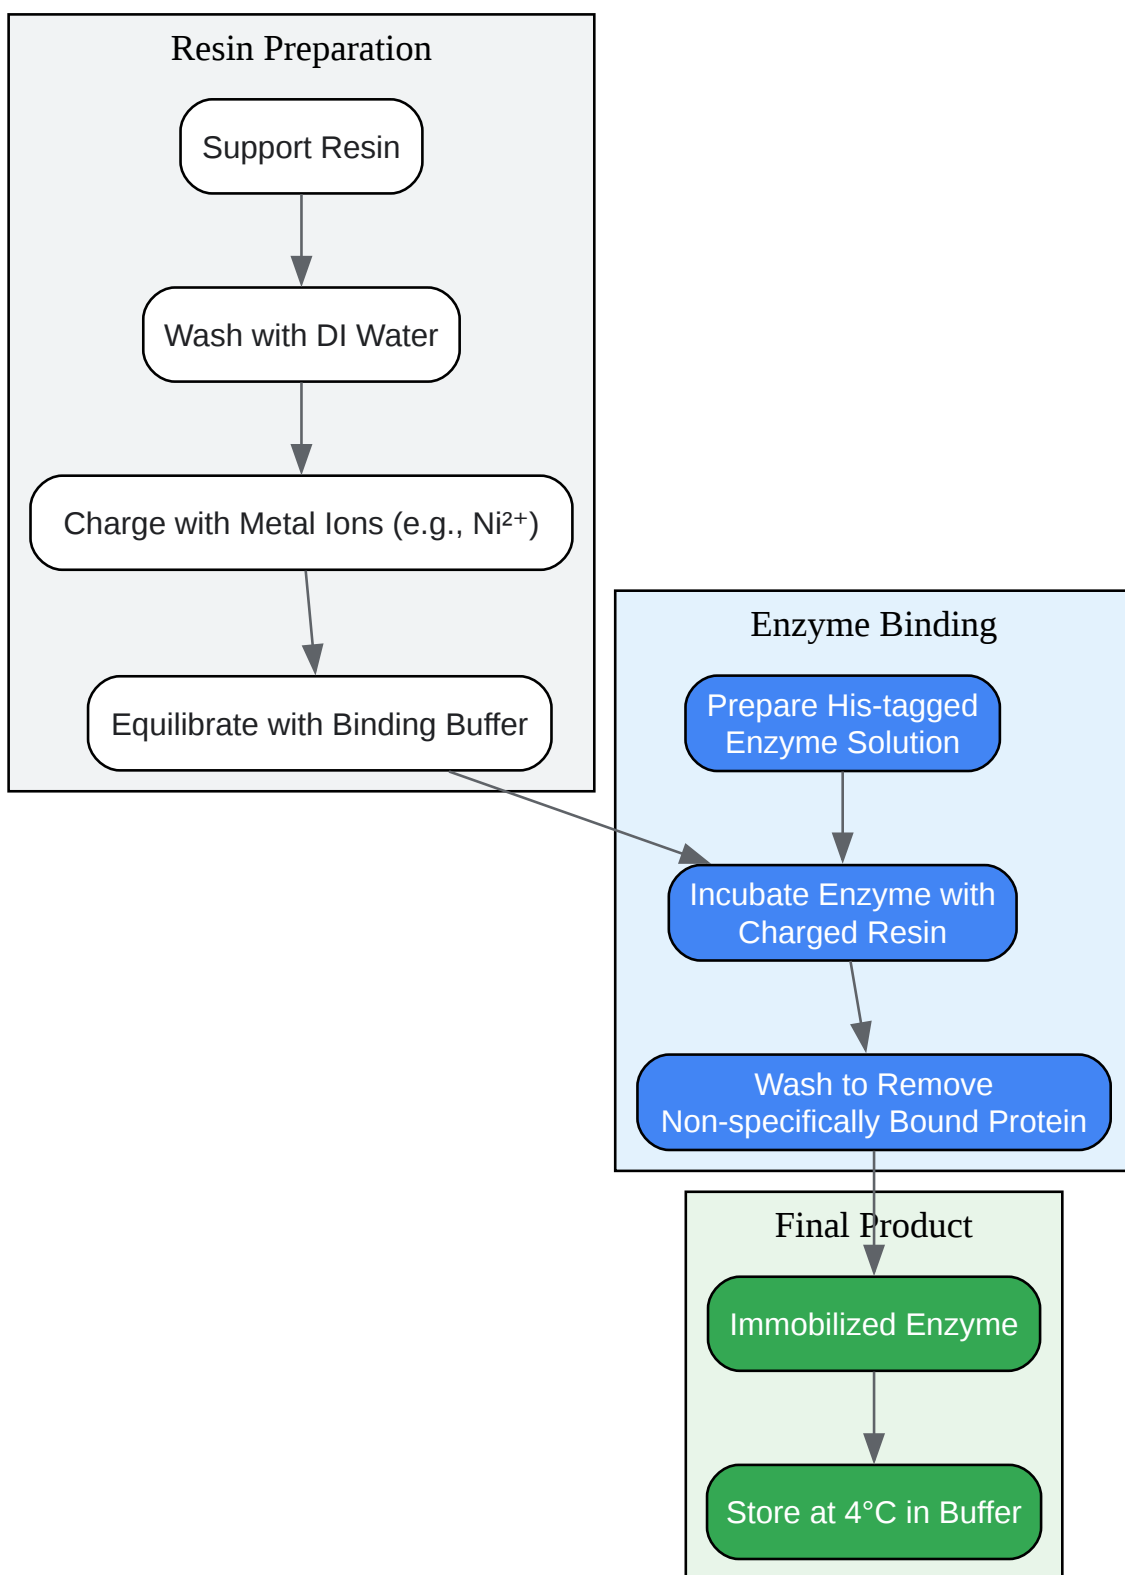 Resin Preparation
Support Resin
Wash with DI Water
Charge with Metal Ions (e.g., Ni²⁺)
Equilibrate with Binding Buffer
Enzyme Binding
Prepare His-tagged
Enzyme Solution
Incubate Enzyme with
Charged Resin
Wash to Remove
Non-specifically Bound Protein
Final Product
Immobilized Enzyme
Store at 4°C in Buffer